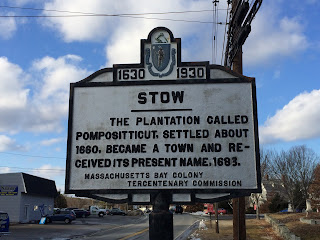 1630 1930
STOW
THE PLANTATION CALLED
POMPOSITTICUT, SETTLED ABOUT
1660, BECAME A TOWN AND RE-
CEIVED ITS PRESENT NAME, 1683.
MASSACHUSETTS BAY COLONY
TERCENTENARY COMMISSION